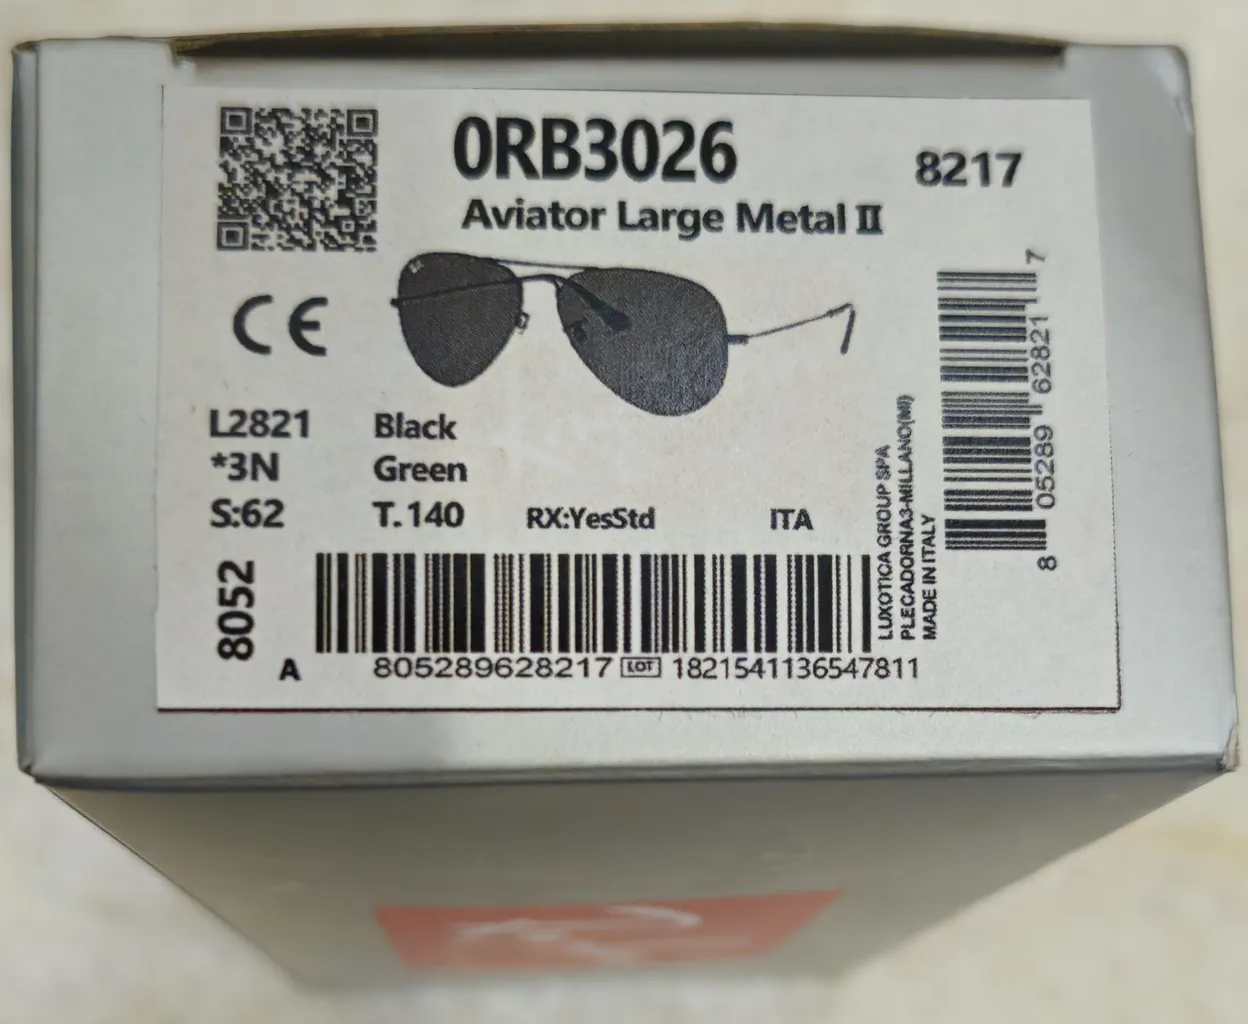 0RB3026
8217
Aviator Large Metal II
CE
L2821 Black
*3N Green
S:62 T.140 RX:YesStd ITA
8052
A 805289628217 LOT 1821541136547811
LUXOTICA GROUP SPA
PLECADORNA3-MILLANO(MI)
MADE IN ITALY
8 05289 62821 7